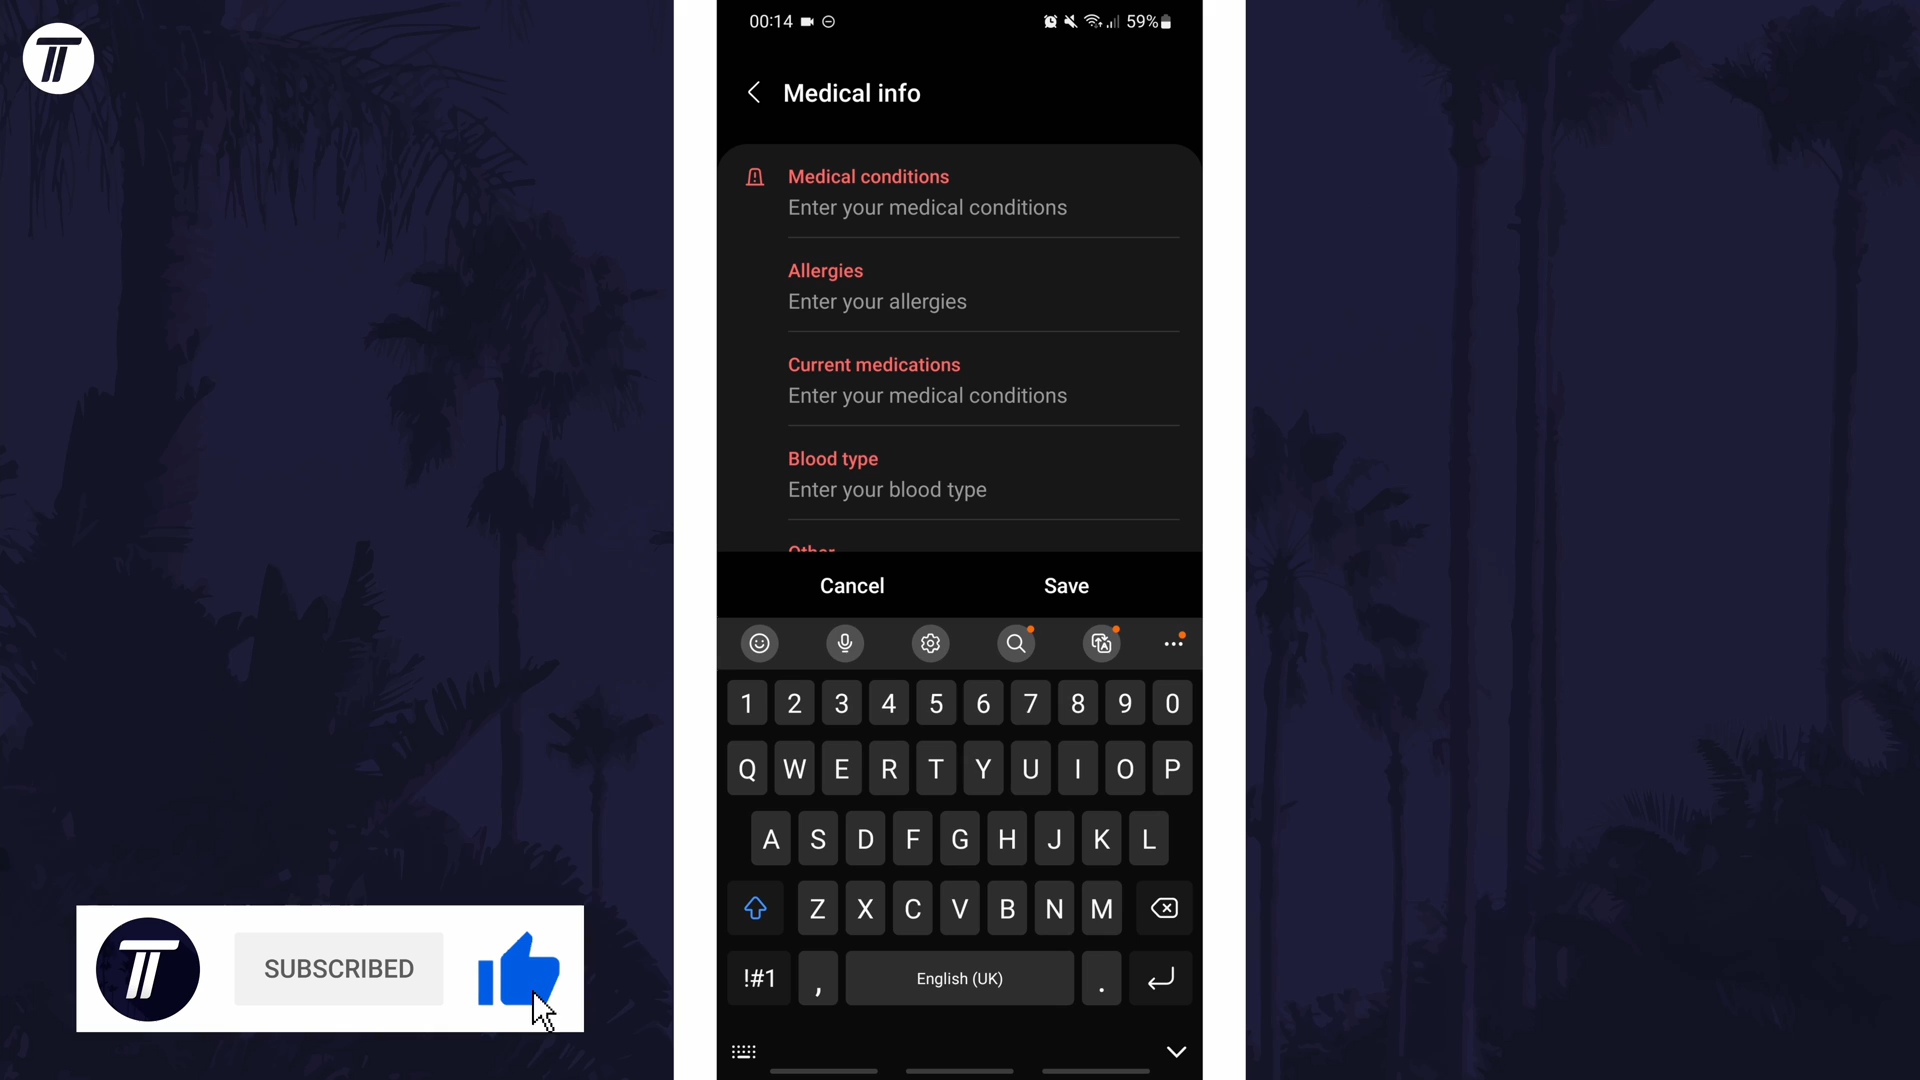 00:14
59%
Medical info
Medical conditions
Enter your medical conditions
Allergies
Enter your allergies
Current medications
Enter your medical conditions
Blood type
Enter your blood type
Other
Cancel Save
1 2 3 4 5 6 7 8 9 0
Q W E R T Y U I O P
A S D F G H J K L
Z X C V B N M
!#1 , English (UK) .
SUBSCRIBED